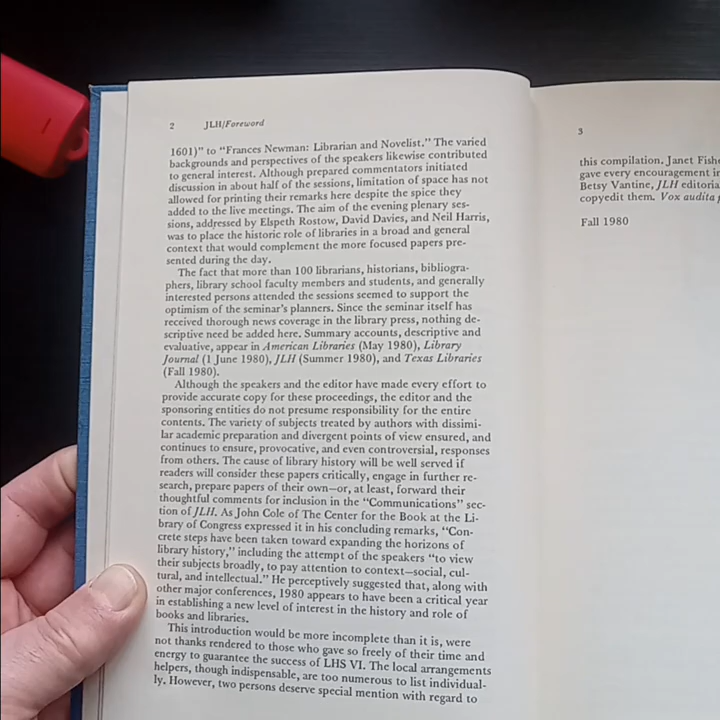 2 JLH/Foreword
1601)" to "Frances Newman: Librarian and Novelist." The varied
backgrounds and perspectives of the speakers likewise contributed
to general interest. Although prepared commentators initiated
discussion in about half of the sessions, limitation of space has not
allowed for printing their remarks here despite the spice they
added to the live meetings. The aim of the evening plenary ses-
sions, addressed by Elspeth Rostow, David Davies, and Neil Harris,
was to place the historic role of libraries in a broad and general
context that would complement the more focused papers pre-
sented during the day.
The fact that more than 100 librarians, historians, bibliogra-
phers, library school faculty members and students, and generally
interested persons attended the sessions seemed to support the
optimism of the seminar's planners. Since the seminar itself has
received thorough news coverage in the library press, nothing de-
scriptive need be added here. Summary accounts, descriptive and
evaluative, appear in American Libraries (May 1980), Library
Journal (1 June 1980), JLH (Summer 1980), and Texas Libraries
(Fall 1980).
Although the speakers and the editor have made every effort to
provide accurate copy for these proceedings, the editor and the
sponsoring entities do not presume responsibility for the entire
contents. The variety of subjects treated by authors with dissimi-
lar academic preparation and divergent points of view ensured, and
continues to ensure, provocative, and even controversial, responses
from others. The cause of library history will be well served if
readers will consider these papers critically, engage in further re-
search, prepare papers of their own—or, at least, forward their
thoughtful comments for inclusion in the "Communications" sec-
tion of JLH. As John Cole of The Center for the Book at the Li-
brary of Congress expressed it in his concluding remarks, "Con-
crete steps have been taken toward expanding the horizons of
library history," including the attempt of the speakers "to view
their subjects broadly, to pay attention to context—social, cul-
tural, and intellectual." He perceptively suggested that, along with
other major conferences, 1980 appears to have been a critical year
in establishing a new level of interest in the history and role of
books and libraries.
This introduction would be more incomplete than it is, were
not thanks rendered to those who gave so freely of their time and
energy to guarantee the success of LHS VI. The local arrangements
helpers, though indispensable, are too numerous to list individual-
ly. However, two persons deserve special mention with regard to
3
this compilation. Janet Fishe
gave every encouragement in
Betsy Vantine, JLH editoria
copyedit them. Vox audita
Fall 1980